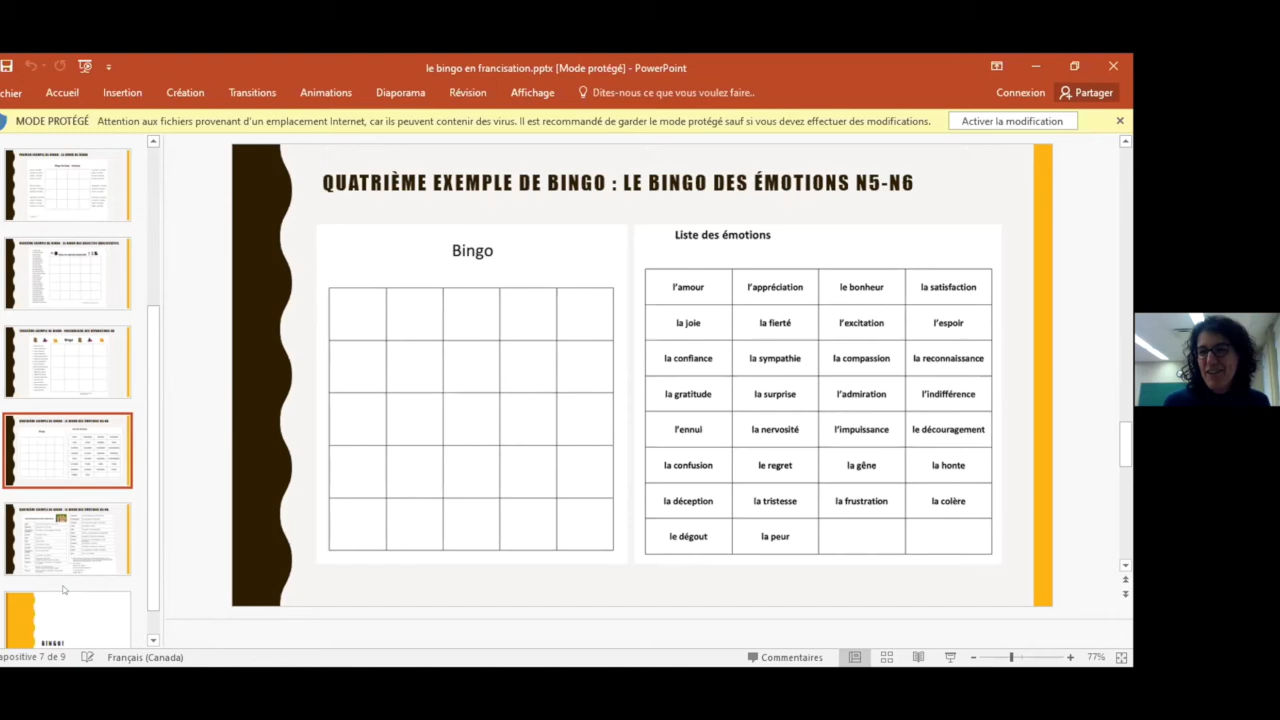 le bingo en francisation.pptx [Mode protégé] - PowerPoint
chier Accueil Insertion Création Transitions Animations Diaporama Révision Affichage Dites-nous ce que vous voulez faire.. Connexion Partager
MODE PROTÉGÉ Attention aux fichiers provenant d'un emplacement Internet, car ils peuvent contenir des virus. Il est recommandé de garder le mode protégé sauf si vous devez effectuer des modifications. Activer la modification
QUATRIÈME EXEMPLE DE BINGO : LE BINGO DES ÉMOTIONS N5-N6
Bingo
Liste des émotions
l'amour l'appréciation le bonheur la satisfaction
la joie la fierté l'excitation l'espoir
la confiance la sympathie la compassion la reconnaissance
la gratitude la surprise l'admiration l'indifférence
l'ennui la nervosité l'impuissance le découragement
la confusion le regret la gêne la honte
la déception la tristesse la frustration la colère
le dégout la peur
BINGO!
apositive 7 de 9 Français (Canada) Commentaires 77%